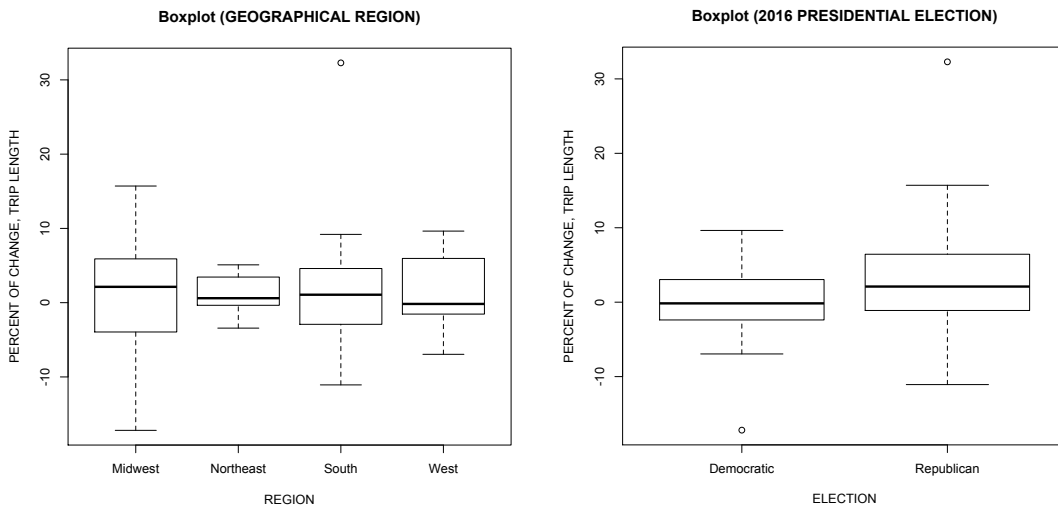 Boxplot (GEOGRAPHICAL REGION)
PERCENT OF CHANGE, TRIP LENGTH
30
20
10
0
-10
Midwest Northeast South West
REGION
Boxplot (2016 PRESIDENTIAL ELECTION)
PERCENT OF CHANGE, TRIP LENGTH
30
20
10
0
-10
Democratic Republican
ELECTION